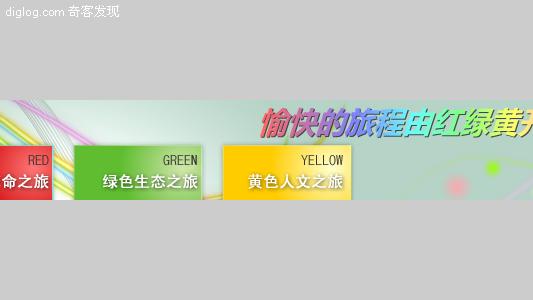 diglog.com 奇客发现
愉快的旅程由红绿黄开
RED
命之旅
GREEN
绿色生态之旅
YELLOW
黄色人文之旅